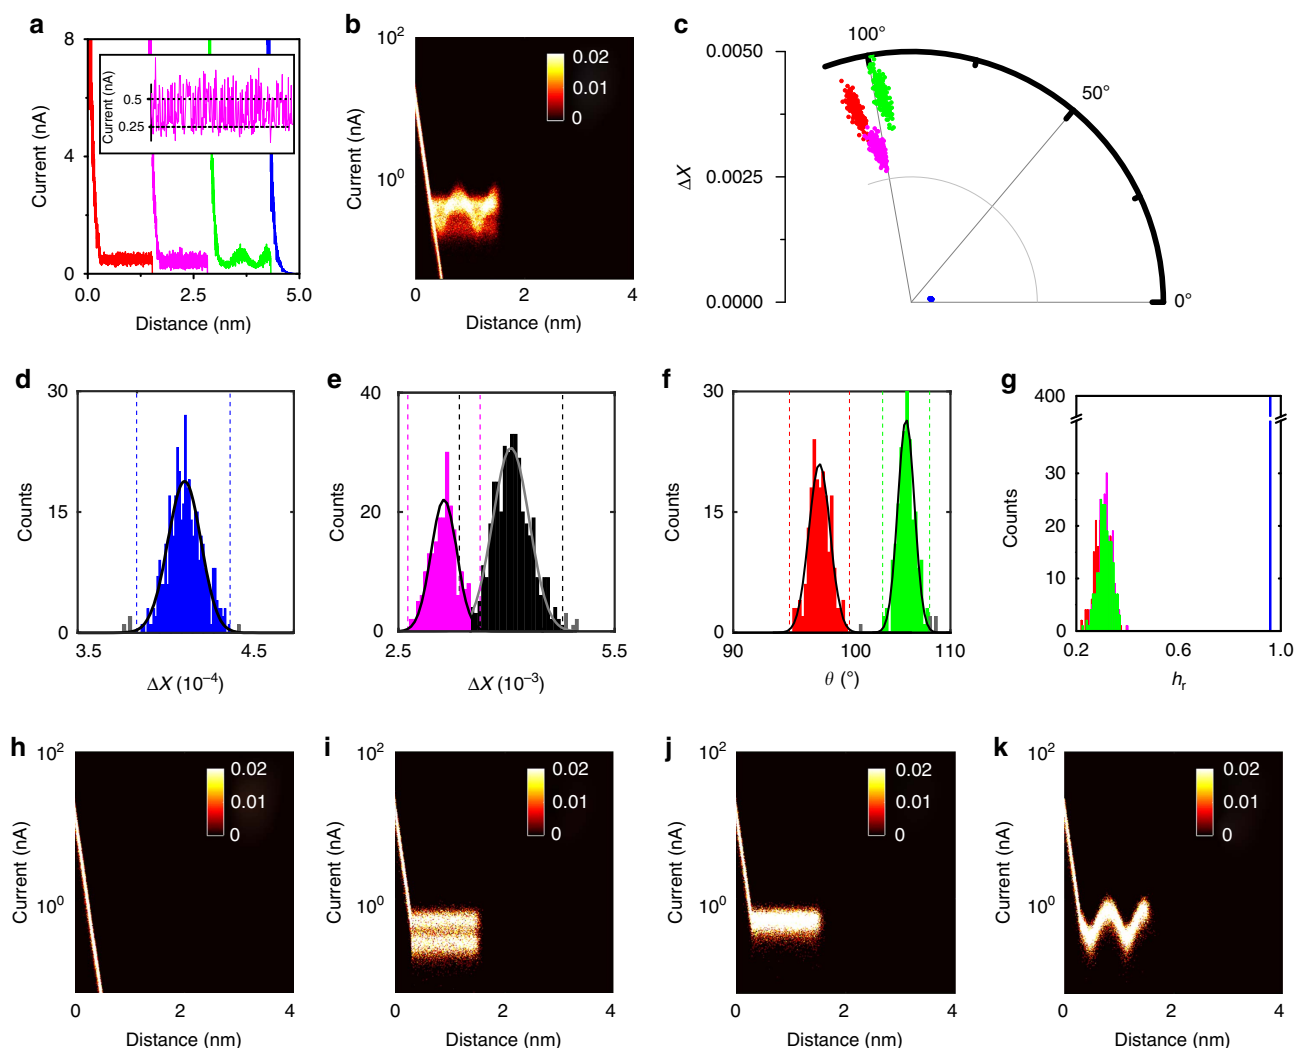 a
Current (nA)
8
4
0
0.0
2.5
5.0
Distance (nm)
Current (nA)
0.5
0.25
b
Current (nA)
10²
10⁰
0
2
4
Distance (nm)
0.02
0.01
0
c
ΔX
0.0050
0.0025
0.0000
100°
50°
0°
d
Counts
30
15
0
3.5
4.5
ΔX (10⁻⁴)
e
Counts
40
20
0
2.5
5.5
ΔX (10⁻³)
f
Counts
30
15
0
90
100
110
θ (°)
g
Counts
400
30
20
10
0
0.2
0.6
1.0
hᵣ
h
Current (nA)
10²
10⁰
0
2
4
Distance (nm)
0.02
0.01
0
i
Current (nA)
10²
10⁰
0
2
4
Distance (nm)
0.02
0.01
0
j
Current (nA)
10²
10⁰
0
2
4
Distance (nm)
0.02
0.01
0
k
Current (nA)
10²
10⁰
0
2
4
Distance (nm)
0.02
0.01
0